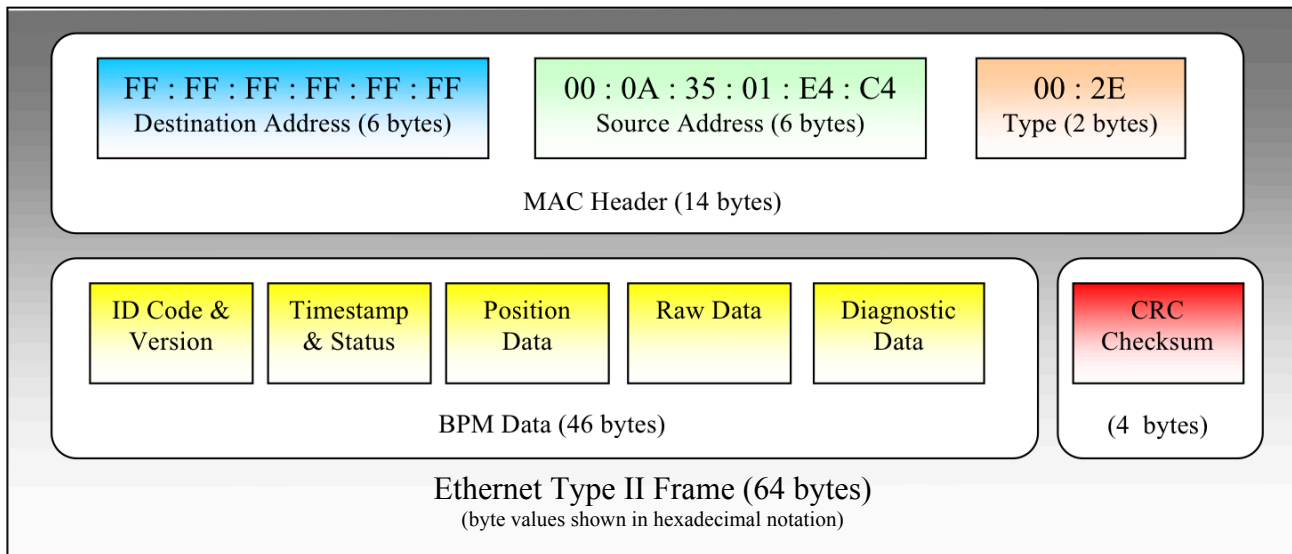 FF : FF : FF : FF : FF : FF
Destination Address (6 bytes)
00 : 0A : 35 : 01 : E4 : C4
Source Address (6 bytes)
00 : 2E
Type (2 bytes)
MAC Header (14 bytes)
ID Code &
Version
Timestamp
& Status
Position
Data
Raw Data
Diagnostic
Data
CRC
Checksum
BPM Data (46 bytes)
(4 bytes)
Ethernet Type II Frame (64 bytes)
(byte values shown in hexadecimal notation)